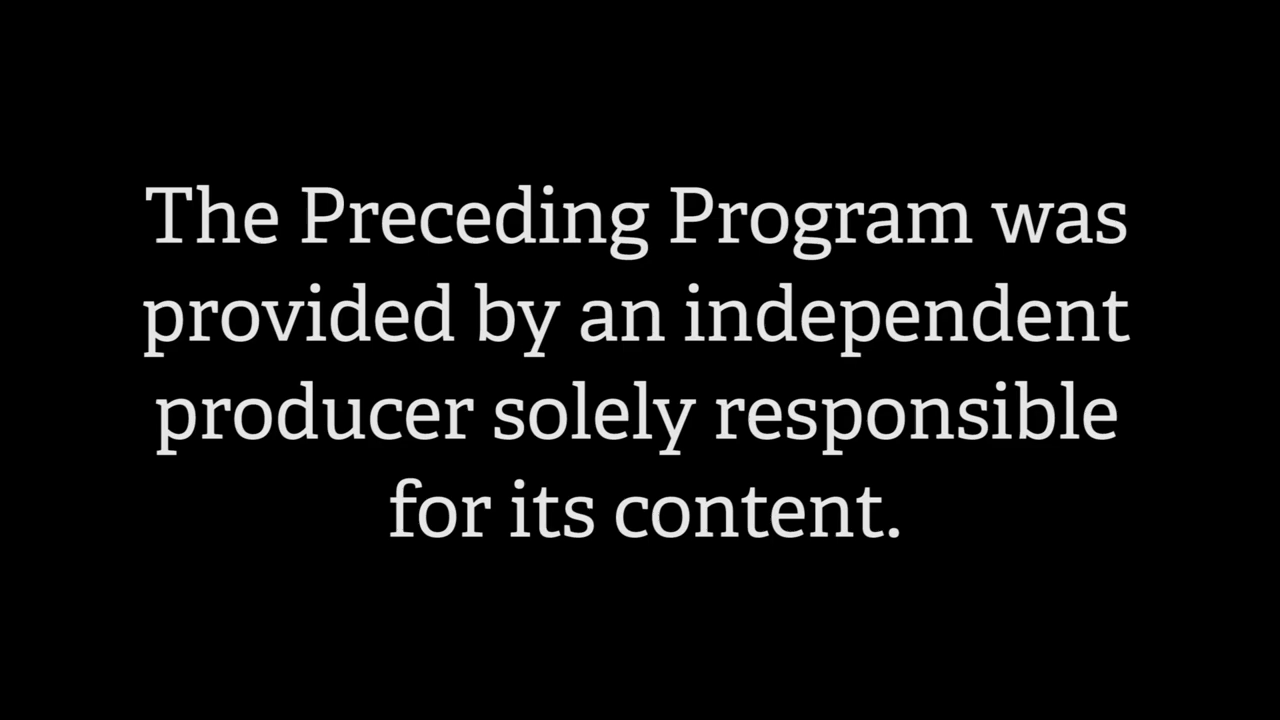 The Preceding Program was
provided by an independent
producer solely responsible
for its content.